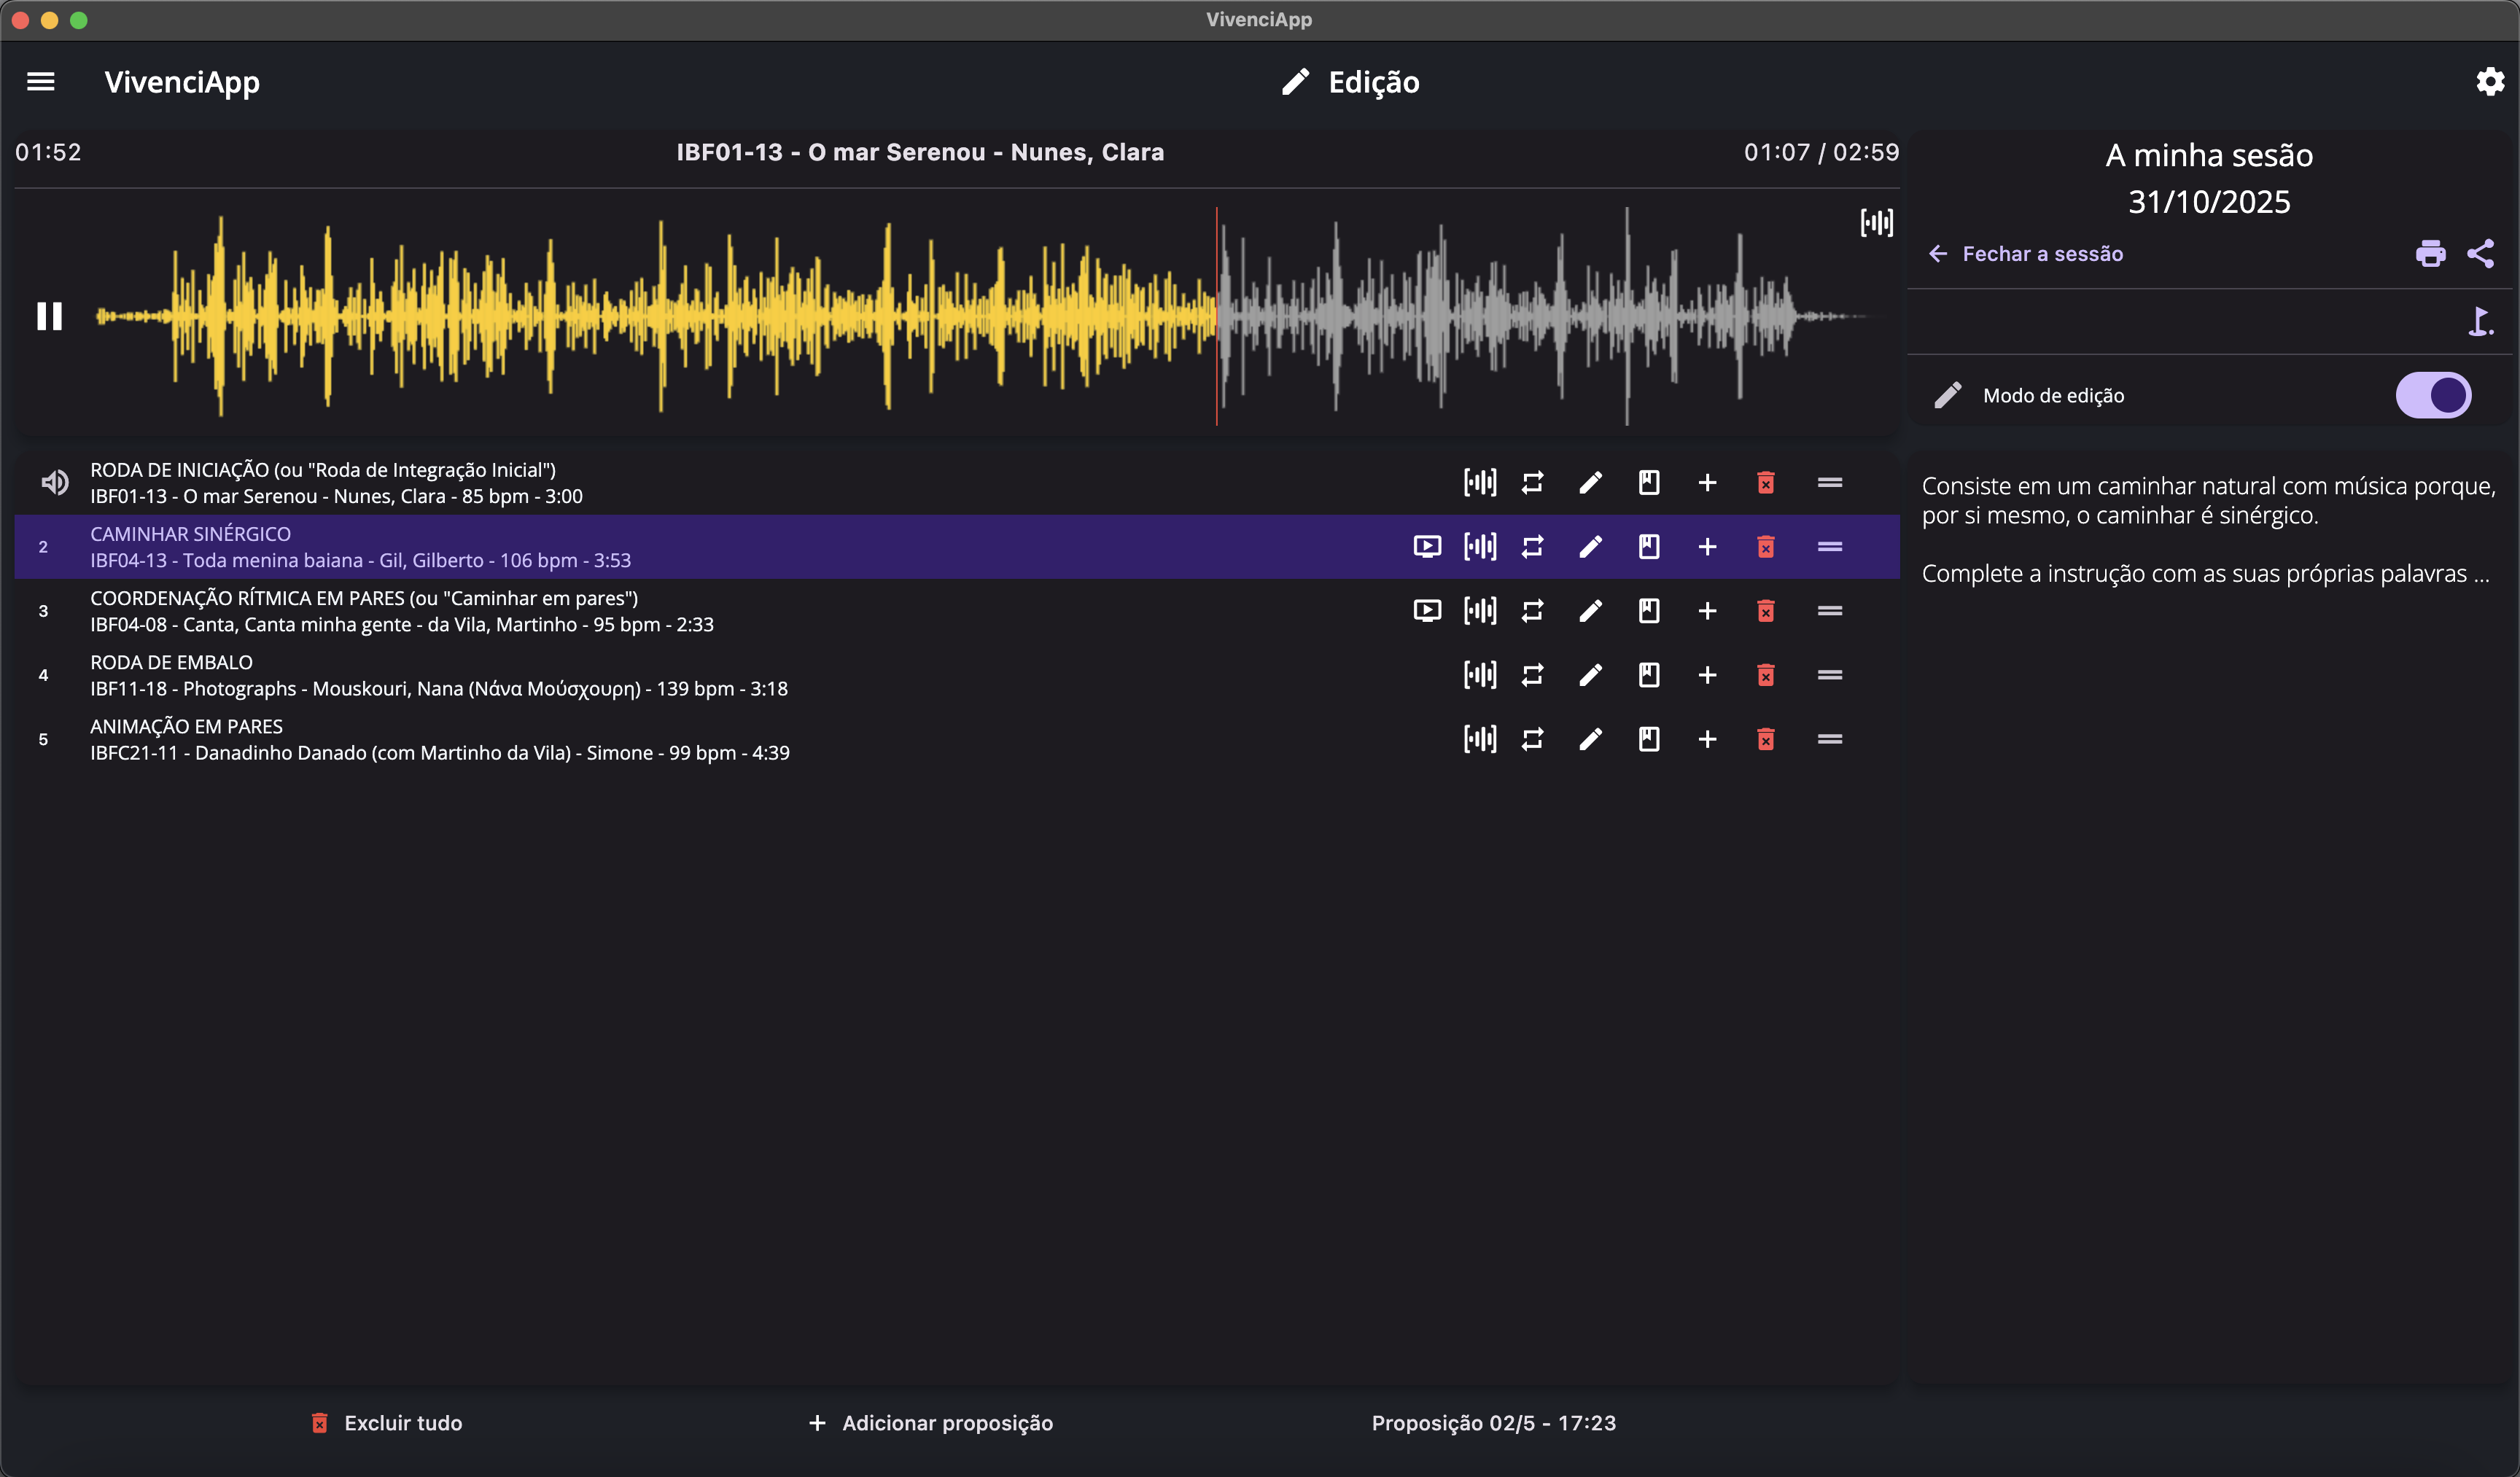 VivenciApp
VivenciApp
Edição
01:52
IBF01-13 - O mar Serenou - Nunes, Clara
01:07 / 02:59
A minha sesão
31/10/2025
Fechar a sessão
Modo de edição
RODA DE INICIAÇÃO (ou "Roda de Integração Inicial")
IBF01-13 - O mar Serenou - Nunes, Clara - 85 bpm - 3:00
2
CAMINHAR SINÉRGICO
IBF04-13 - Toda menina baiana - Gil, Gilberto - 106 bpm - 3:53
3
COORDENAÇÃO RÍTMICA EM PARES (ou "Caminhar em pares")
IBF04-08 - Canta, Canta minha gente - da Vila, Martinho - 95 bpm - 2:33
4
RODA DE EMBALO
IBF11-18 - Photographs - Mouskouri, Nana (Νάνα Μούσχουρη) - 139 bpm - 3:18
5
ANIMAÇÃO EM PARES
IBFC21-11 - Danadinho Danado (com Martinho da Vila) - Simone - 99 bpm - 4:39
Consiste em um caminhar natural com música porque,
por si mesmo, o caminhar é sinérgico.
Complete a instrução com as suas próprias palavras ...
Excluir tudo
Adicionar proposição
Proposição 02/5 - 17:23